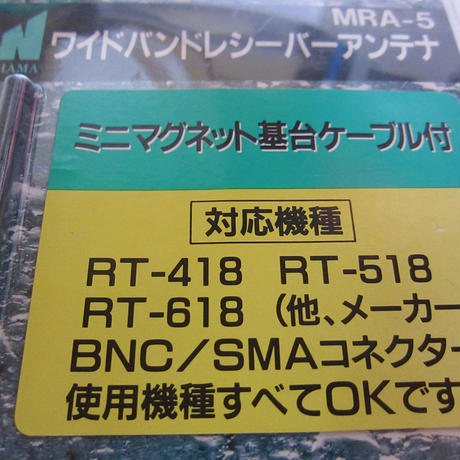 MRA-5
ワイドバンドレシーバーアンテナ
ミニマグネット基台ケーブル付
対応機種
RT-418 RT-518
RT-618 (他、メーカー
BNC/SMAコネクター
使用機種すべてOKです